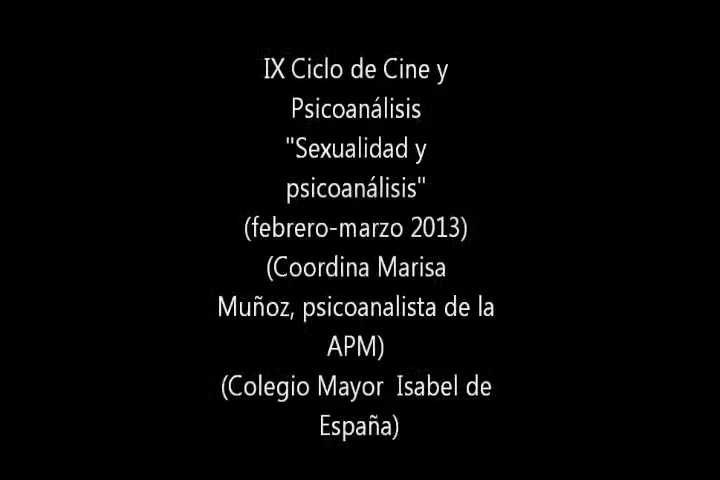 IX Ciclo de Cine y
Psicoanálisis
"Sexualidad y
psicoanálisis"
(febrero-marzo 2013)
(Coordina Marisa
Muñoz, psicoanalista de la
APM)
(Colegio Mayor  Isabel de
España)